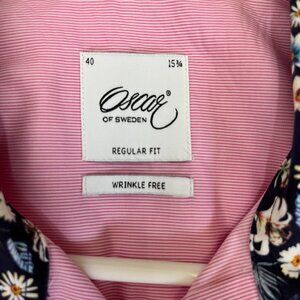 40 15¾
Oscar®
OF SWEDEN
REGULAR FIT
WRINKLE FREE